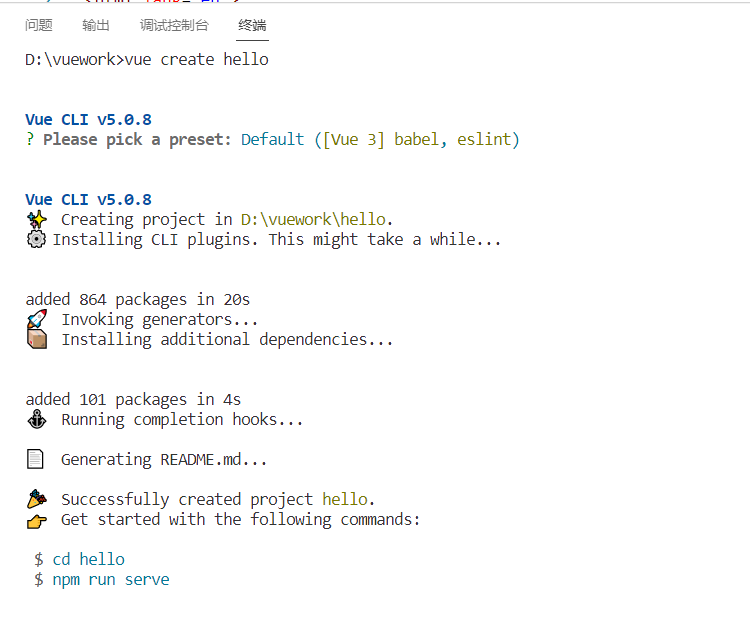 问题 输出 调试控制台 终端
D:\vuework>vue create hello
Vue CLI v5.0.8
? Please pick a preset: Default ([Vue 3] babel, eslint)
Vue CLI v5.0.8
Creating project in D:\vuework\hello.
Installing CLI plugins. This might take a while...
added 864 packages in 20s
Invoking generators...
Installing additional dependencies...
added 101 packages in 4s
Running completion hooks...
Generating README.md...
Successfully created project hello.
Get started with the following commands:
$ cd hello
$ npm run serve